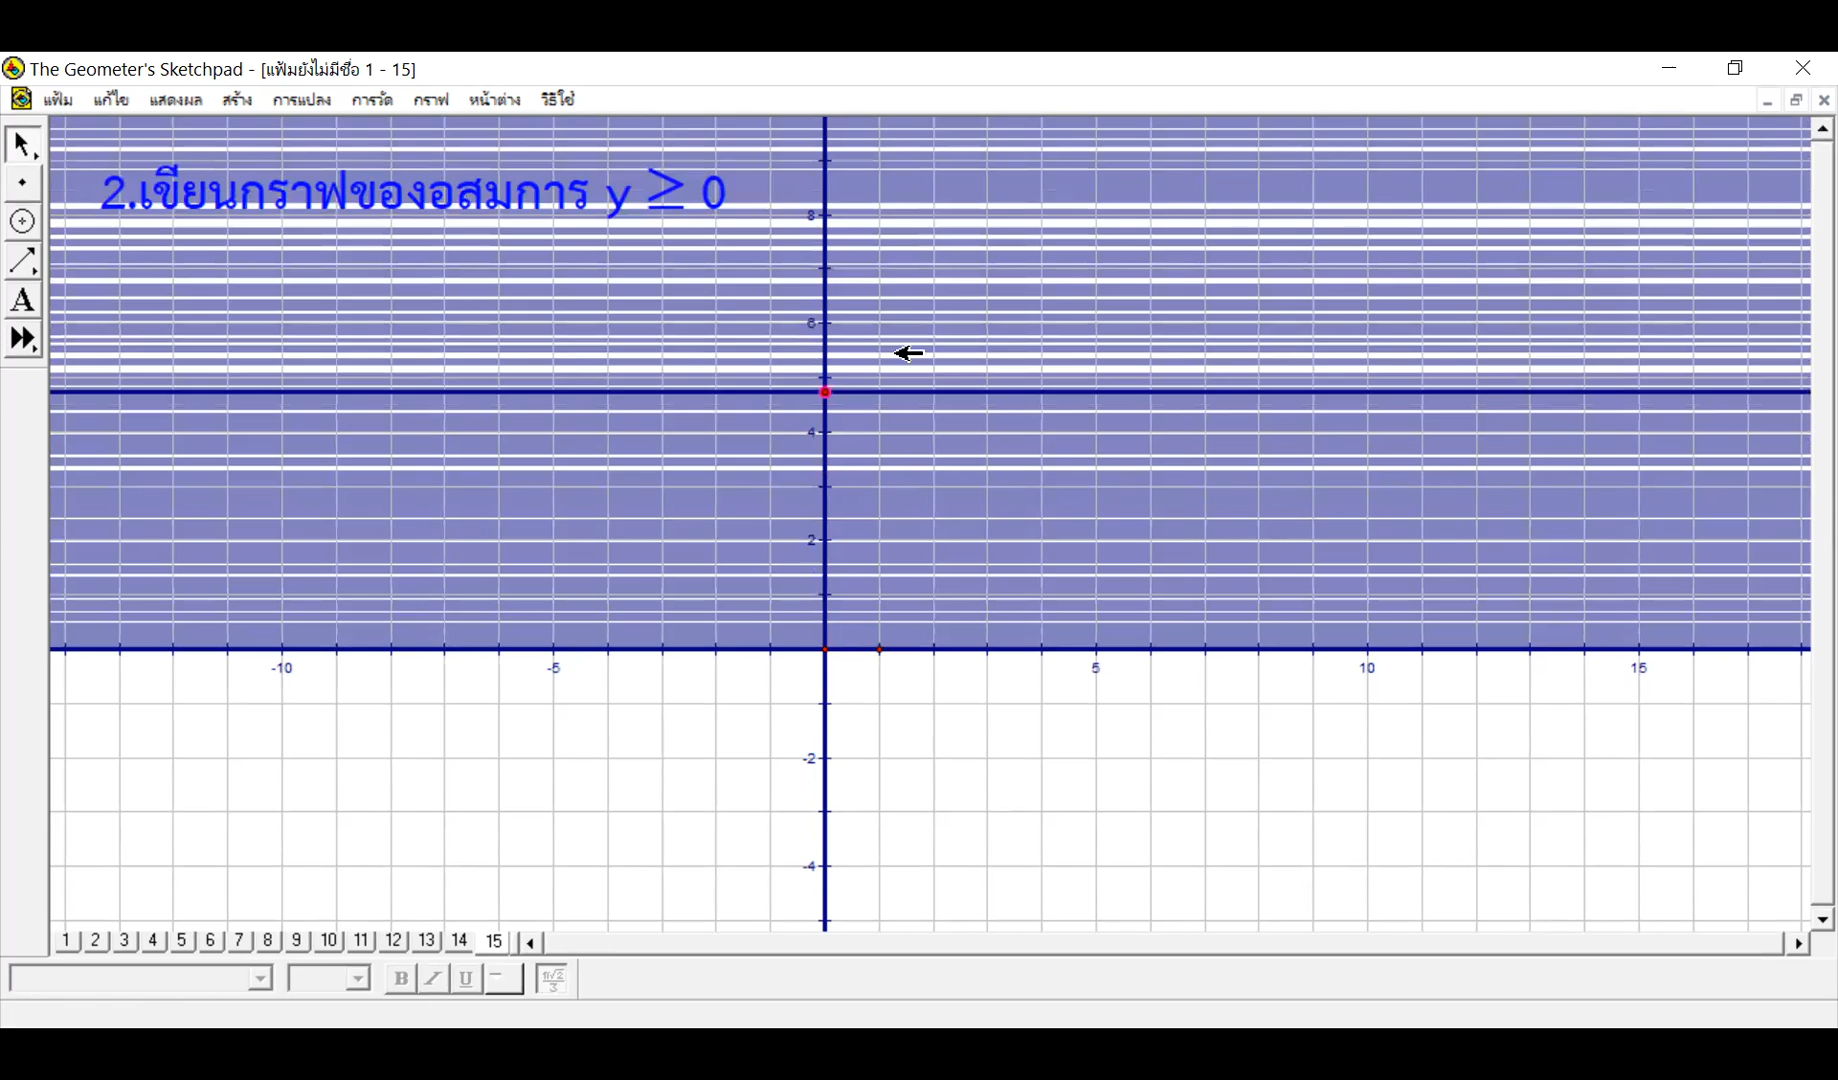 The Geometer's Sketchpad - [แฟ้มยังไม่มีชื่อ 1 - 15]
แฟ้ม แก้ไข แสดงผล สร้าง การแปลง การวัด กราฟ หน้าต่าง วิธีใช้
2.เขียนกราฟของอสมการ y ≥ 0
8
6
4
2
-10 -5 5 10 15
-2
-4
A
1 2 3 4 5 6 7 8 9 10 11 12 13 14 15
B I U